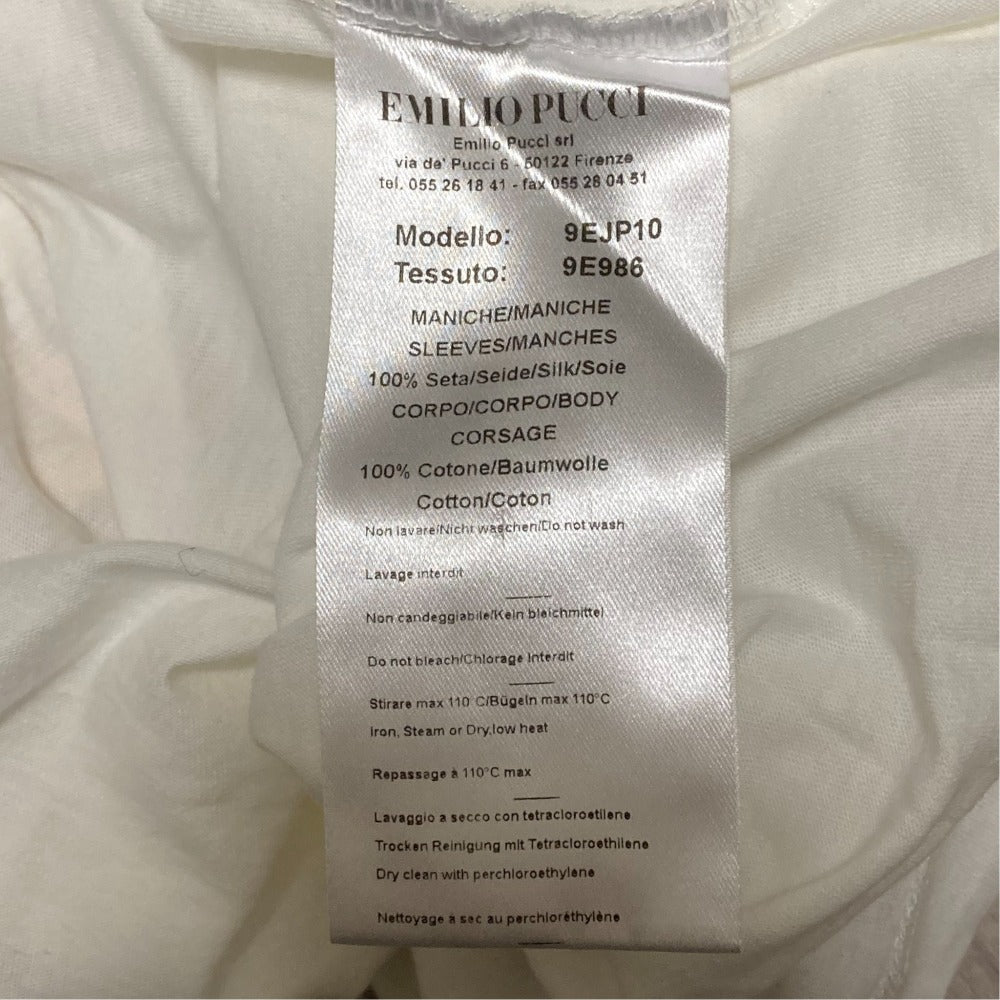 EMILIO PUCCI
Emilio Pucci srl
via de' Pucci 6 - 50122 Firenze
tel. 055 26 18 41 - fax 055 28 04 51
Modello: 9EJP10
Tessuto: 9E986
MANICHE/MANICHE
SLEEVES/MANCHES
100% Seta/Seide/Silk/Soie
CORPO/CORPO/BODY
CORSAGE
100% Cotone/Baumwolle
Cotton/Coton
Non lavare/Nicht waschen/Do not wash
Lavage interdit
Non candeggiabile/Kein bleichmittel
Do not bleach/Chlorage Interdit
Stirare max 110°C/Bügeln max 110°C
Iron, Steam or Dry,low heat
Repassage à 110°C max
Lavaggio a secco con tetracloroetilene
Trocken Reinigung mit Tetracloroethilene
Dry clean with perchloroethylene
Nettoyage à sec au perchloréthylène